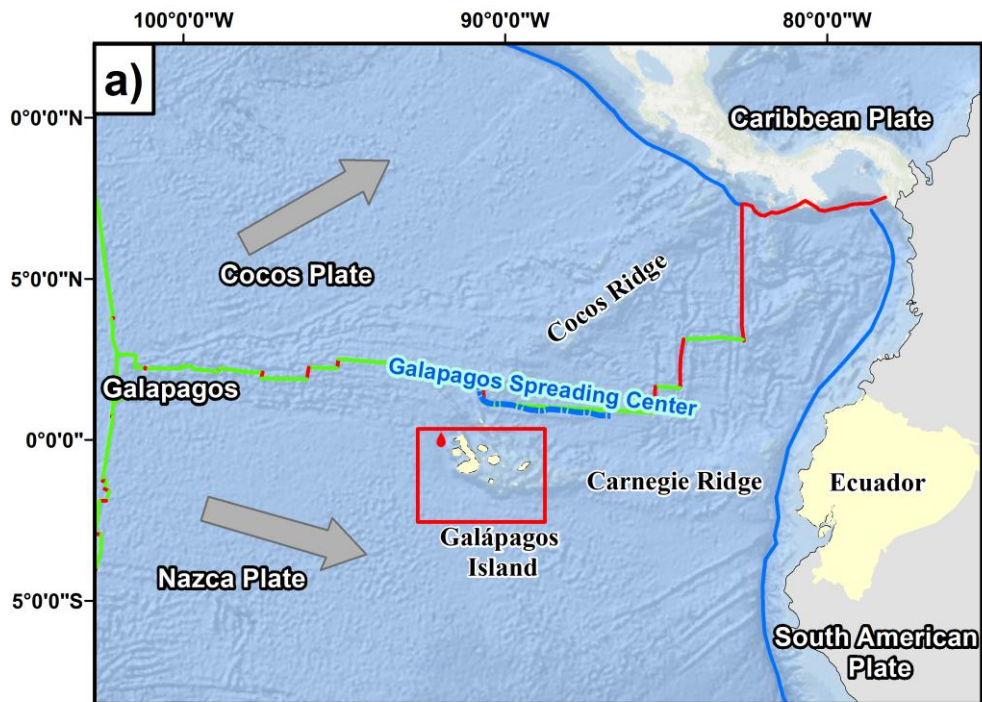 100°0'0"W
90°0'0"W
80°0'0"W
a)
0°0'0"N
Caribbean Plate
5°0'0"N
Cocos Plate
Cocos Ridge
Galapagos
Galapagos Spreading Center
0°0'0"
Carnegie Ridge
Ecuador
Galápagos
Island
Nazca Plate
5°0'0"S
South American
Plate